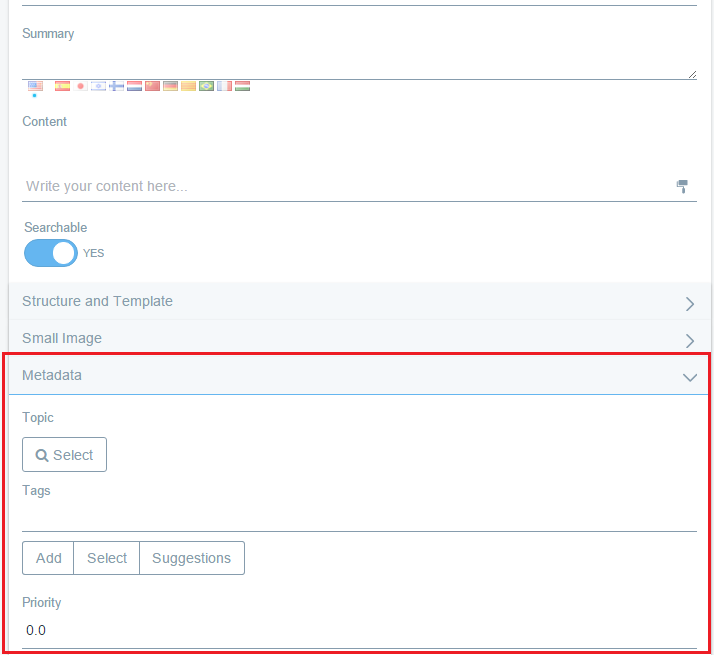 Summary
Content
Write your content here...
Searchable
YES
Structure and Template
Small Image
Metadata
Topic
Select
Tags
Add Select Suggestions
Priority
0.0